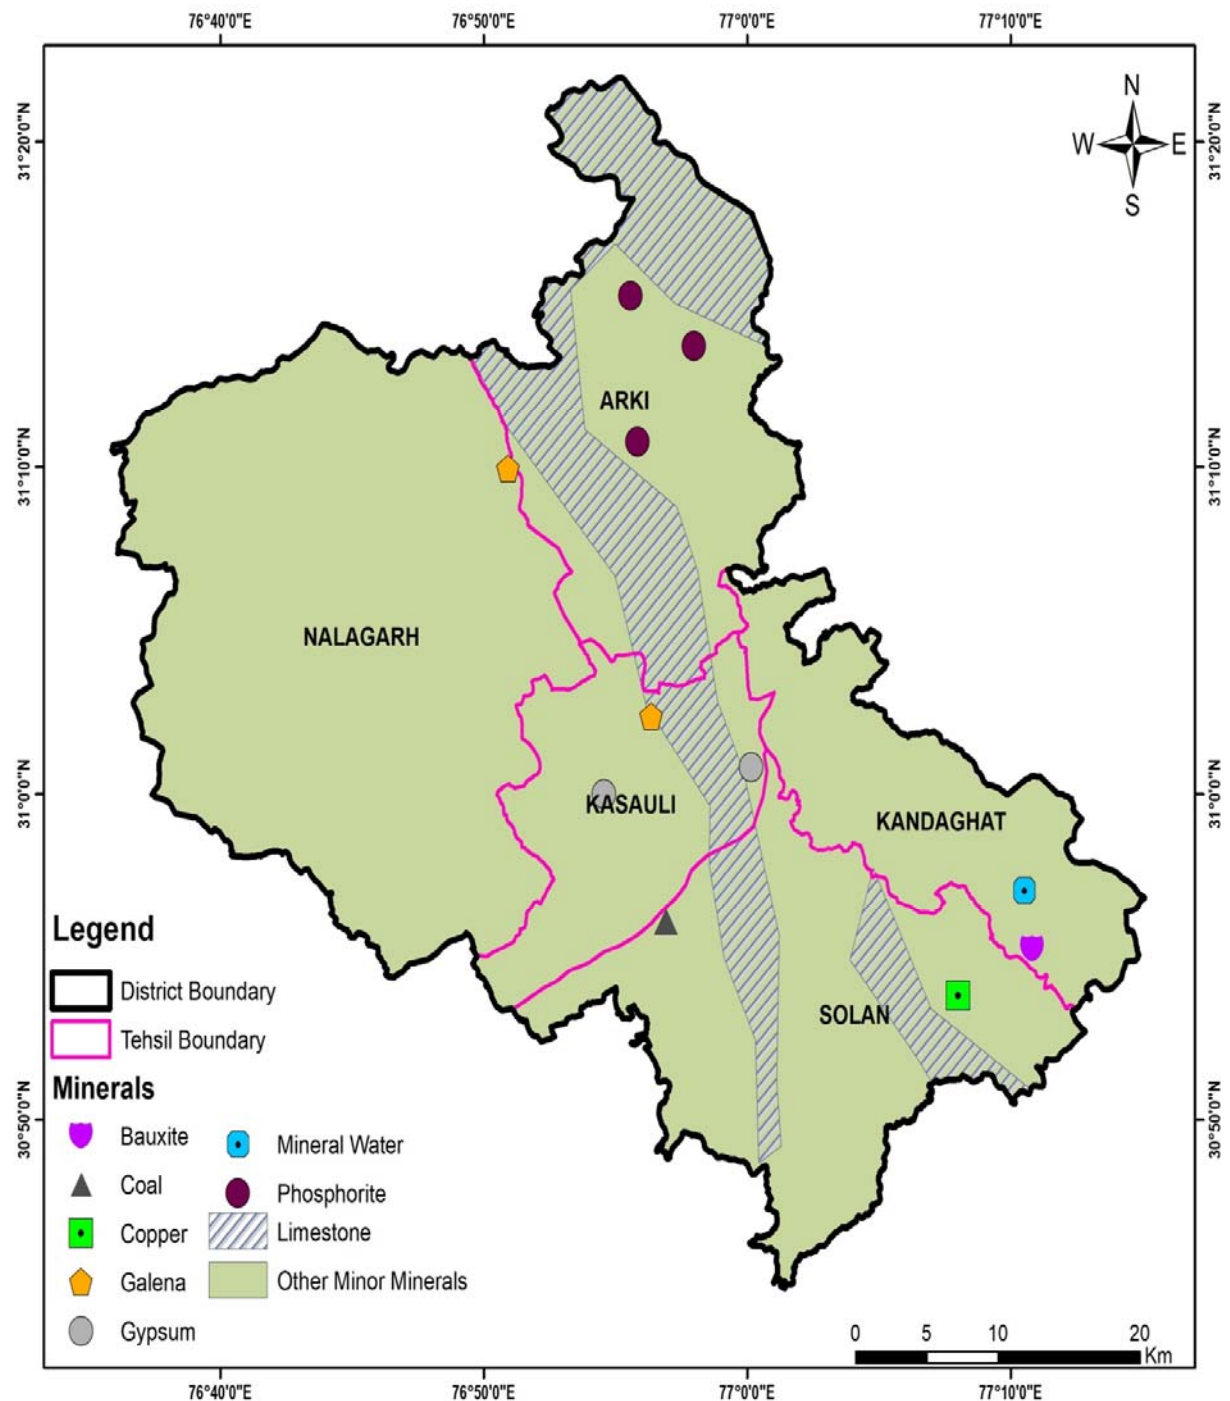 76°40'0"E 76°50'0"E 77°0'0"E 77°10'0"E
N
W E
S
31°20'0"N 31°20'0"N
ARKI
31°10'0"N 31°10'0"N
NALAGARH
31°0'0"N 31°0'0"N
KASAULI
KANDAGHAT
SOLAN
30°50'0"N 30°50'0"N
Legend
District Boundary
Tehsil Boundary
Minerals
Bauxite
Coal
Copper
Galena
Gypsum
Mineral Water
Phosphorite
Limestone
Other Minor Minerals
0 5 10 20
Km
76°40'0"E 76°50'0"E 77°0'0"E 77°10'0"E